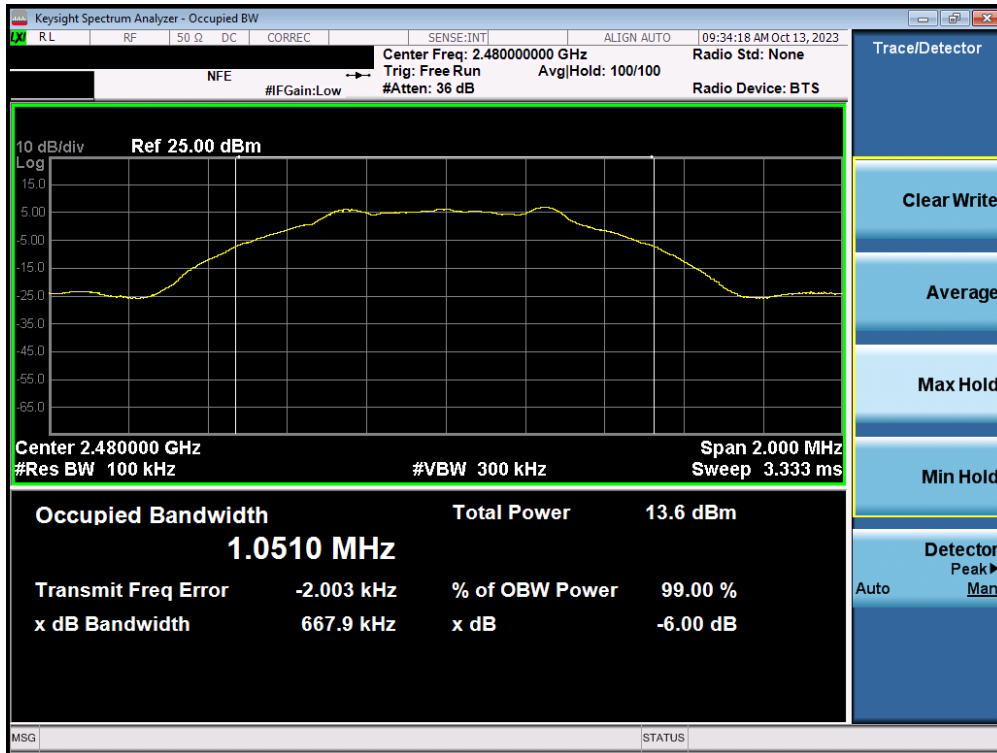 Keysight Spectrum Analyzer - Occupied BW
LXI RL RF 50 Ω DC CORREC SENSE:INT ALIGN AUTO 09:34:18 AM Oct 13, 2023
Center Freq: 2.480000000 GHz Radio Std: None
NFE Trig: Free Run Avg|Hold: 100/100
#IFGain:Low #Atten: 36 dB Radio Device: BTS
10 dB/div Ref 25.00 dBm
Log
15.0
5.00
-5.00
-15.0
-25.0
-35.0
-45.0
-55.0
-65.0
Center 2.480000 GHz Span 2.000 MHz
#Res BW 100 kHz #VBW 300 kHz Sweep 3.333 ms
Occupied Bandwidth Total Power 13.6 dBm
1.0510 MHz
Transmit Freq Error -2.003 kHz % of OBW Power 99.00 %
x dB Bandwidth 667.9 kHz x dB -6.00 dB
MSG STATUS
Trace/Detector
Clear Write
Average
Max Hold
Min Hold
Detector
Peak
Auto Man